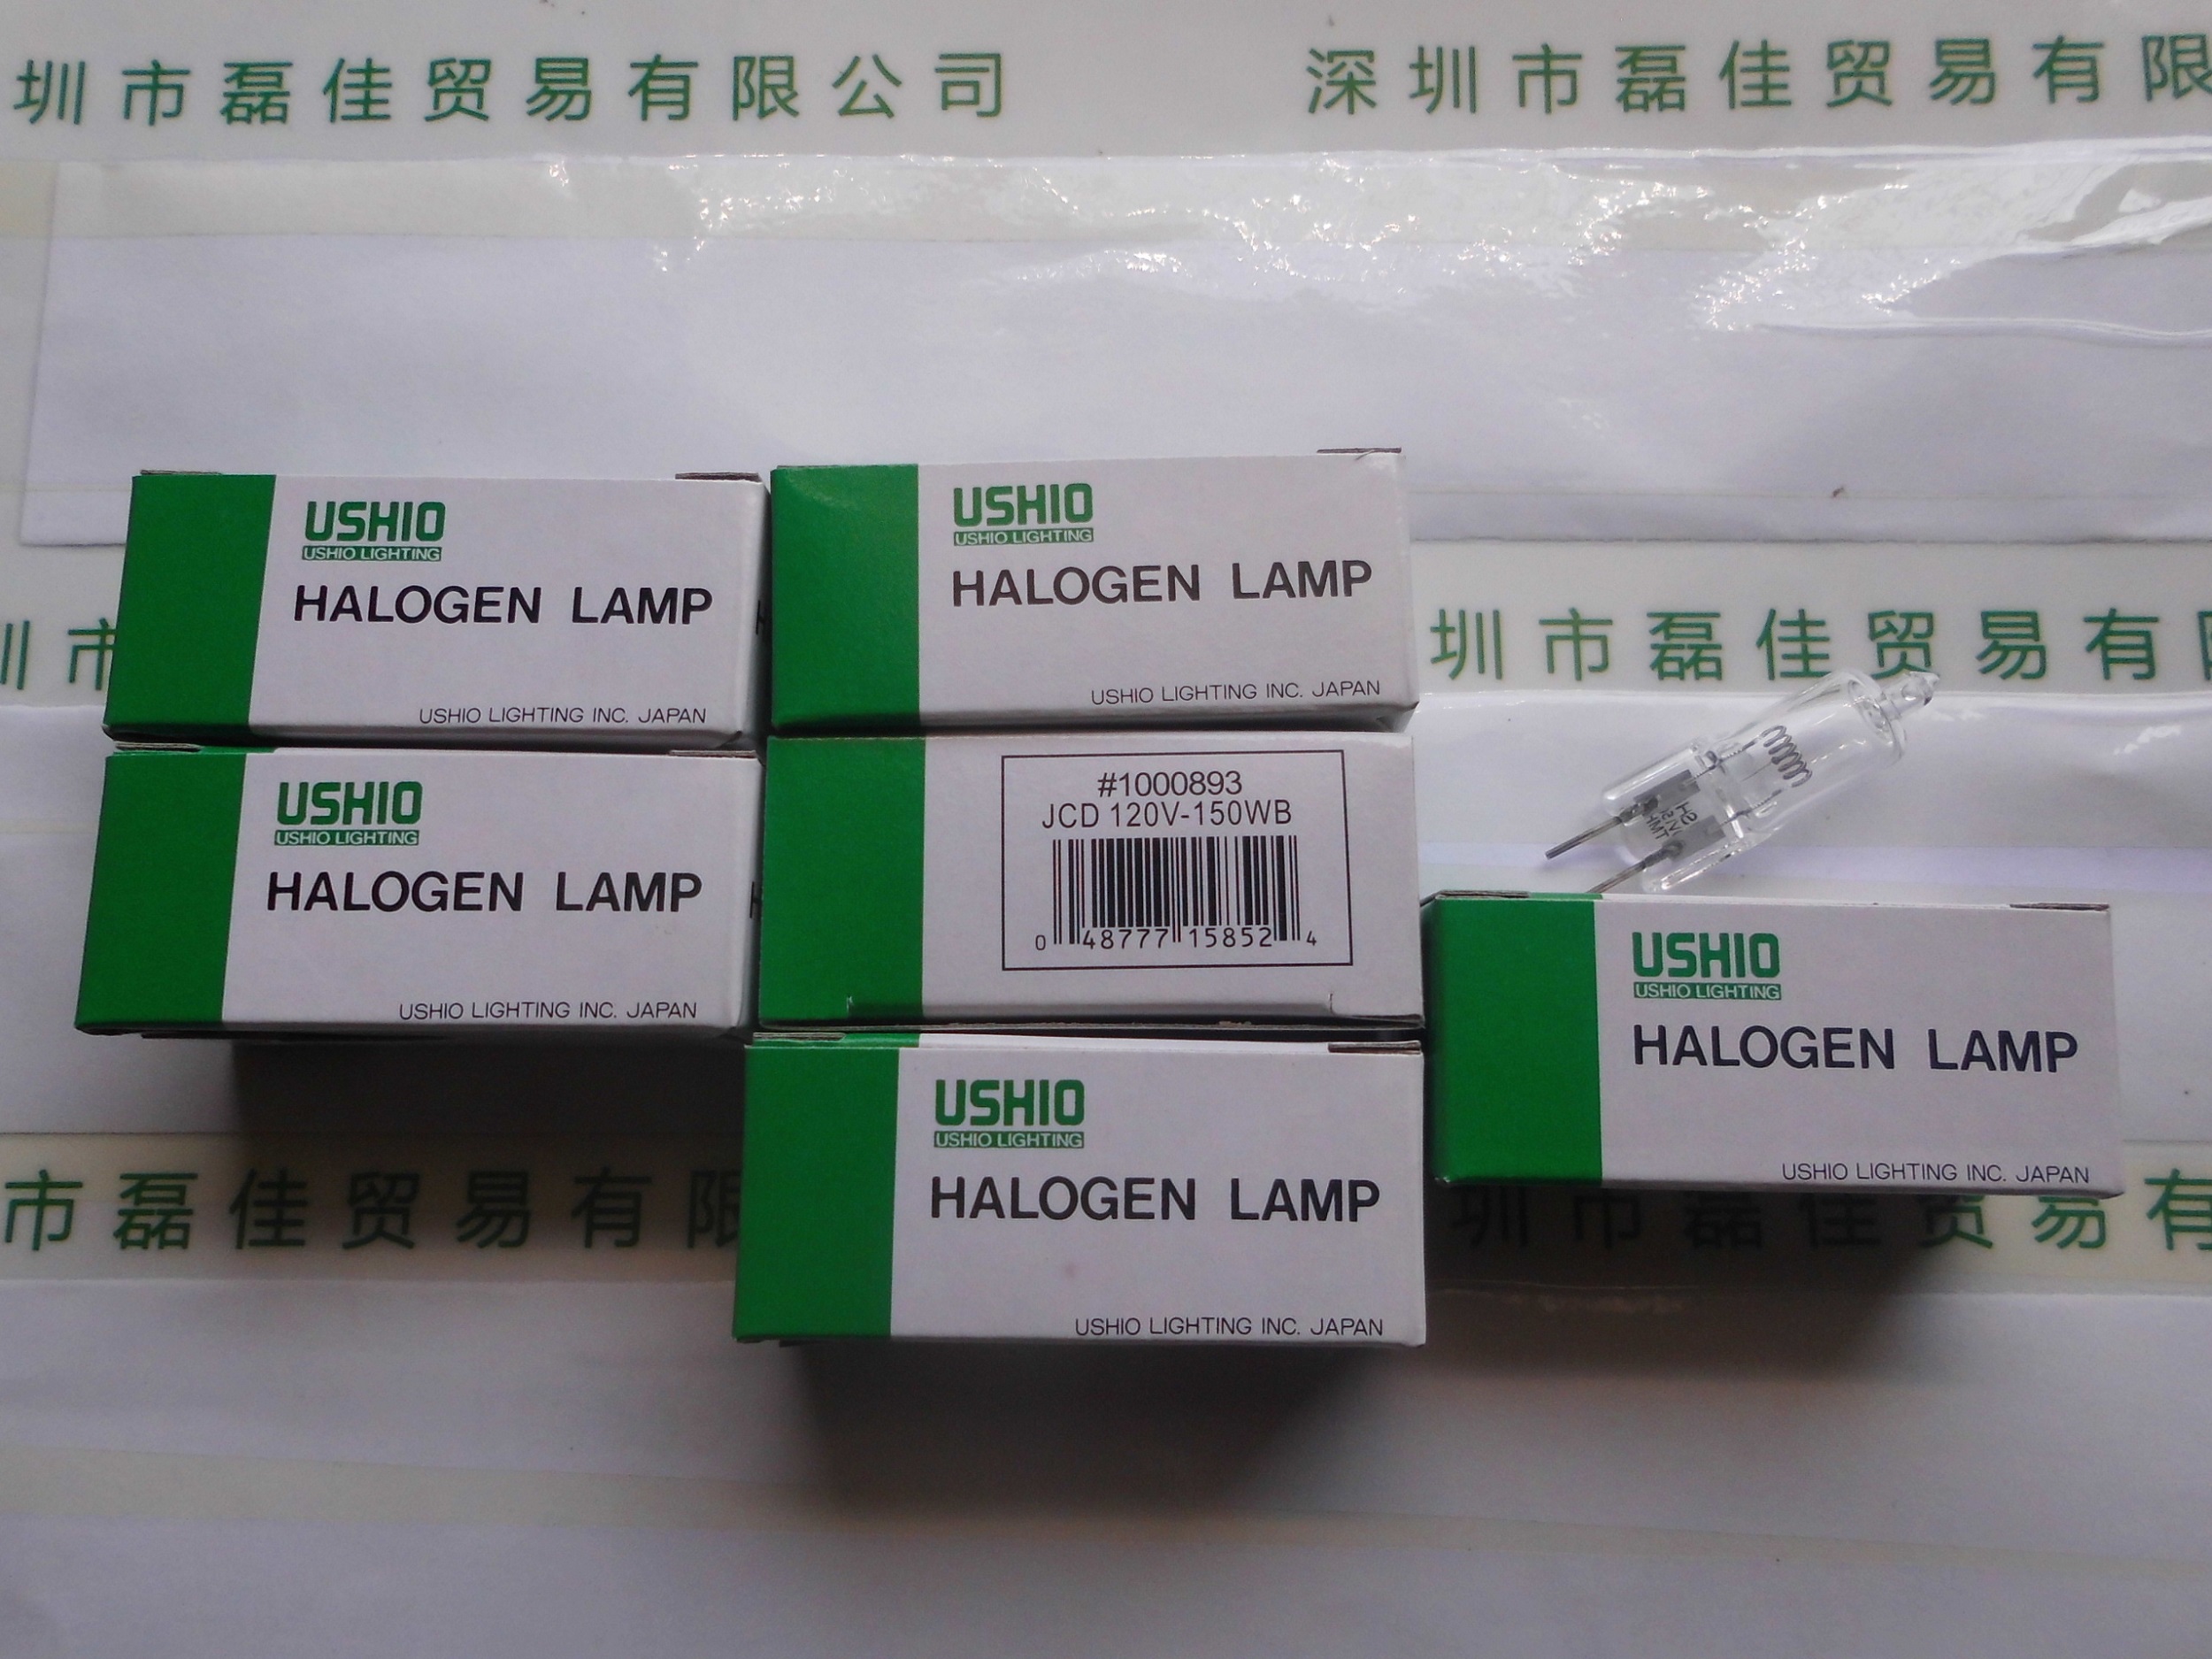 圳市磊佳贸易有限公司
深圳市磊佳贸易有限
USHIO
USHIO LIGHTING
HALOGEN LAMP
USHIO LIGHTING INC. JAPAN
USHIO
USHIO LIGHTING
HALOGEN LAMP
USHIO LIGHTING INC. JAPAN
圳市
圳市磊佳贸易有
USHIO
USHIO LIGHTING
HALOGEN LAMP
USHIO LIGHTING INC. JAPAN
#1000893
JCD 120V-150WB
0 48777 15852 4
USHIO
USHIO LIGHTING
HALOGEN LAMP
USHIO LIGHTING INC. JAPAN
USHIO
USHIO LIGHTING
HALOGEN LAMP
USHIO LIGHTING INC. JAPAN
市磊佳贸易有限
圳市磊佳贸易有